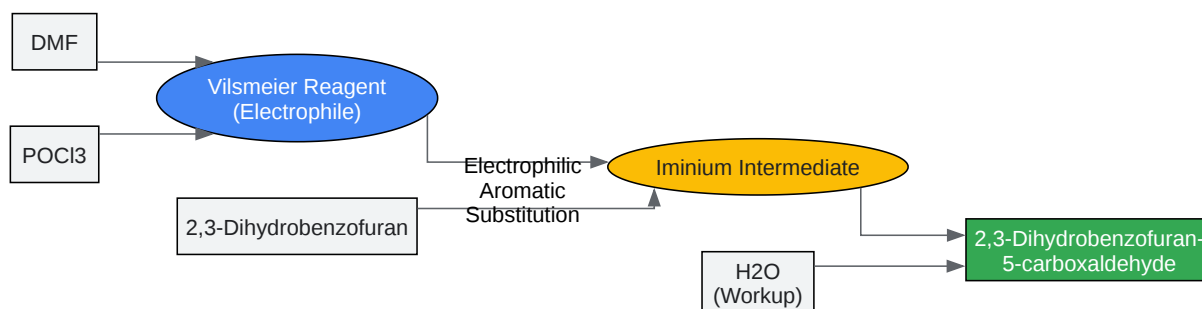 DMF
Vilsmeier Reagent
(Electrophile)
POCl3
Electrophilic
Aromatic
Substitution
Iminium Intermediate
2,3-Dihydrobenzofuran
2,3-Dihydrobenzofuran-
5-carboxaldehyde
H2O
(Workup)